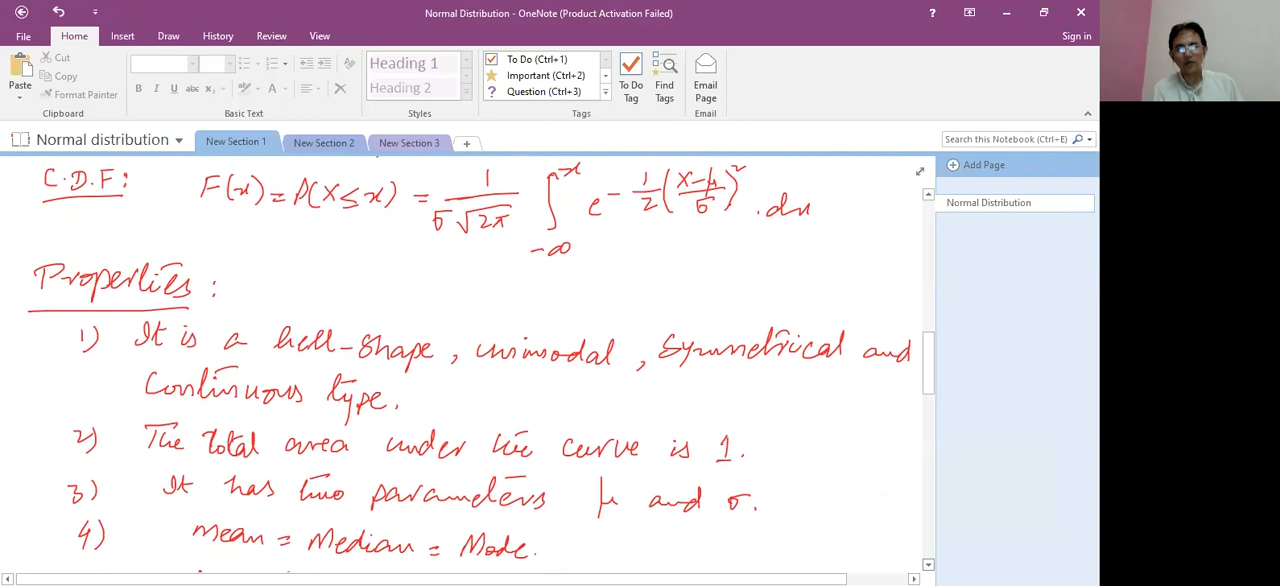 Normal Distribution - OneNote (Product Activation Failed)
File Home Insert Draw History Review View Sign in
Paste Cut Copy Format Painter
Clipboard
Basic Text
Heading 1
Heading 2
Styles
To Do (Ctrl+1)
Important (Ctrl+2)
Question (Ctrl+3)
To Do Tag
Find Tags
Tags
Email Page
Email
Normal distribution New Section 1 New Section 2 New Section 3
Search this Notebook (Ctrl+E)
Add Page
Normal Distribution
C.D.F: F(x) = P(X ≤ x) = 1/(σ√2π) ∫_{-∞}^{x} e^{-1/2((x-μ)/σ)^2} . dx
Properties :
1) It is a bell-shape, unimodal, Symmetrical and
Continuous type.
2) The total area under the curve is 1.
3) It has two parameters μ and σ.
4) Mean = Median = Mode.